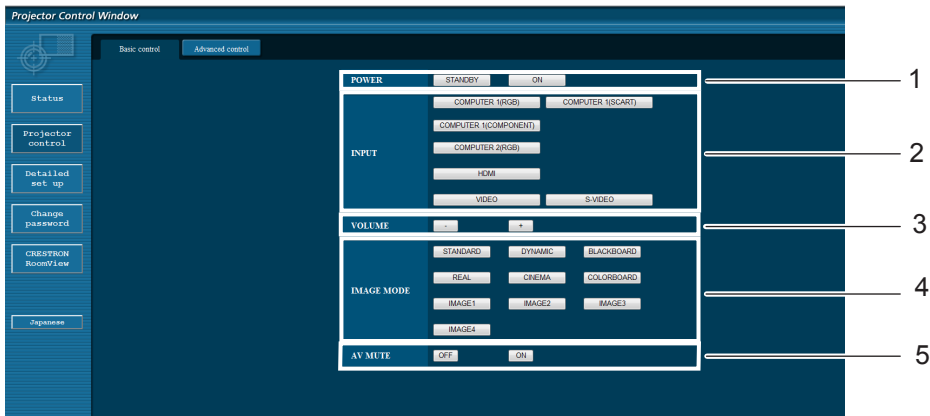 Projector Control Window
Basic control Advanced control
Status
Projector
control
Detailed
set up
Change
password
CRESTRON
RoomView
Japanese
POWER STANDBY ON
INPUT
COMPUTER 1(RGB) COMPUTER 1(SCART)
COMPUTER 1(COMPONENT)
COMPUTER 2(RGB)
HDMI
VIDEO S-VIDEO
VOLUME - +
IMAGE MODE
STANDARD DYNAMIC BLACKBOARD
REAL CINEMA COLORBOARD
IMAGE1 IMAGE2 IMAGE3
IMAGE4
AV MUTE OFF ON
1
2
3
4
5